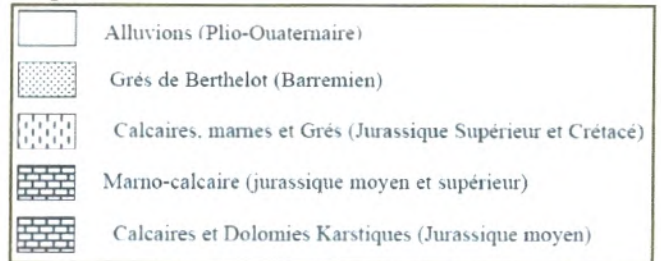 Alluvions (Plio-Ouaternaire)
Grés de Berthelot (Barremien)
Calcaires. marnes et Grés (Jurassique Supérieur et Crétacé)
Marno-calcaire (jurassique moyen et supérieur)
Calcaires et Dolomies Karstiques (Jurassique moyen)